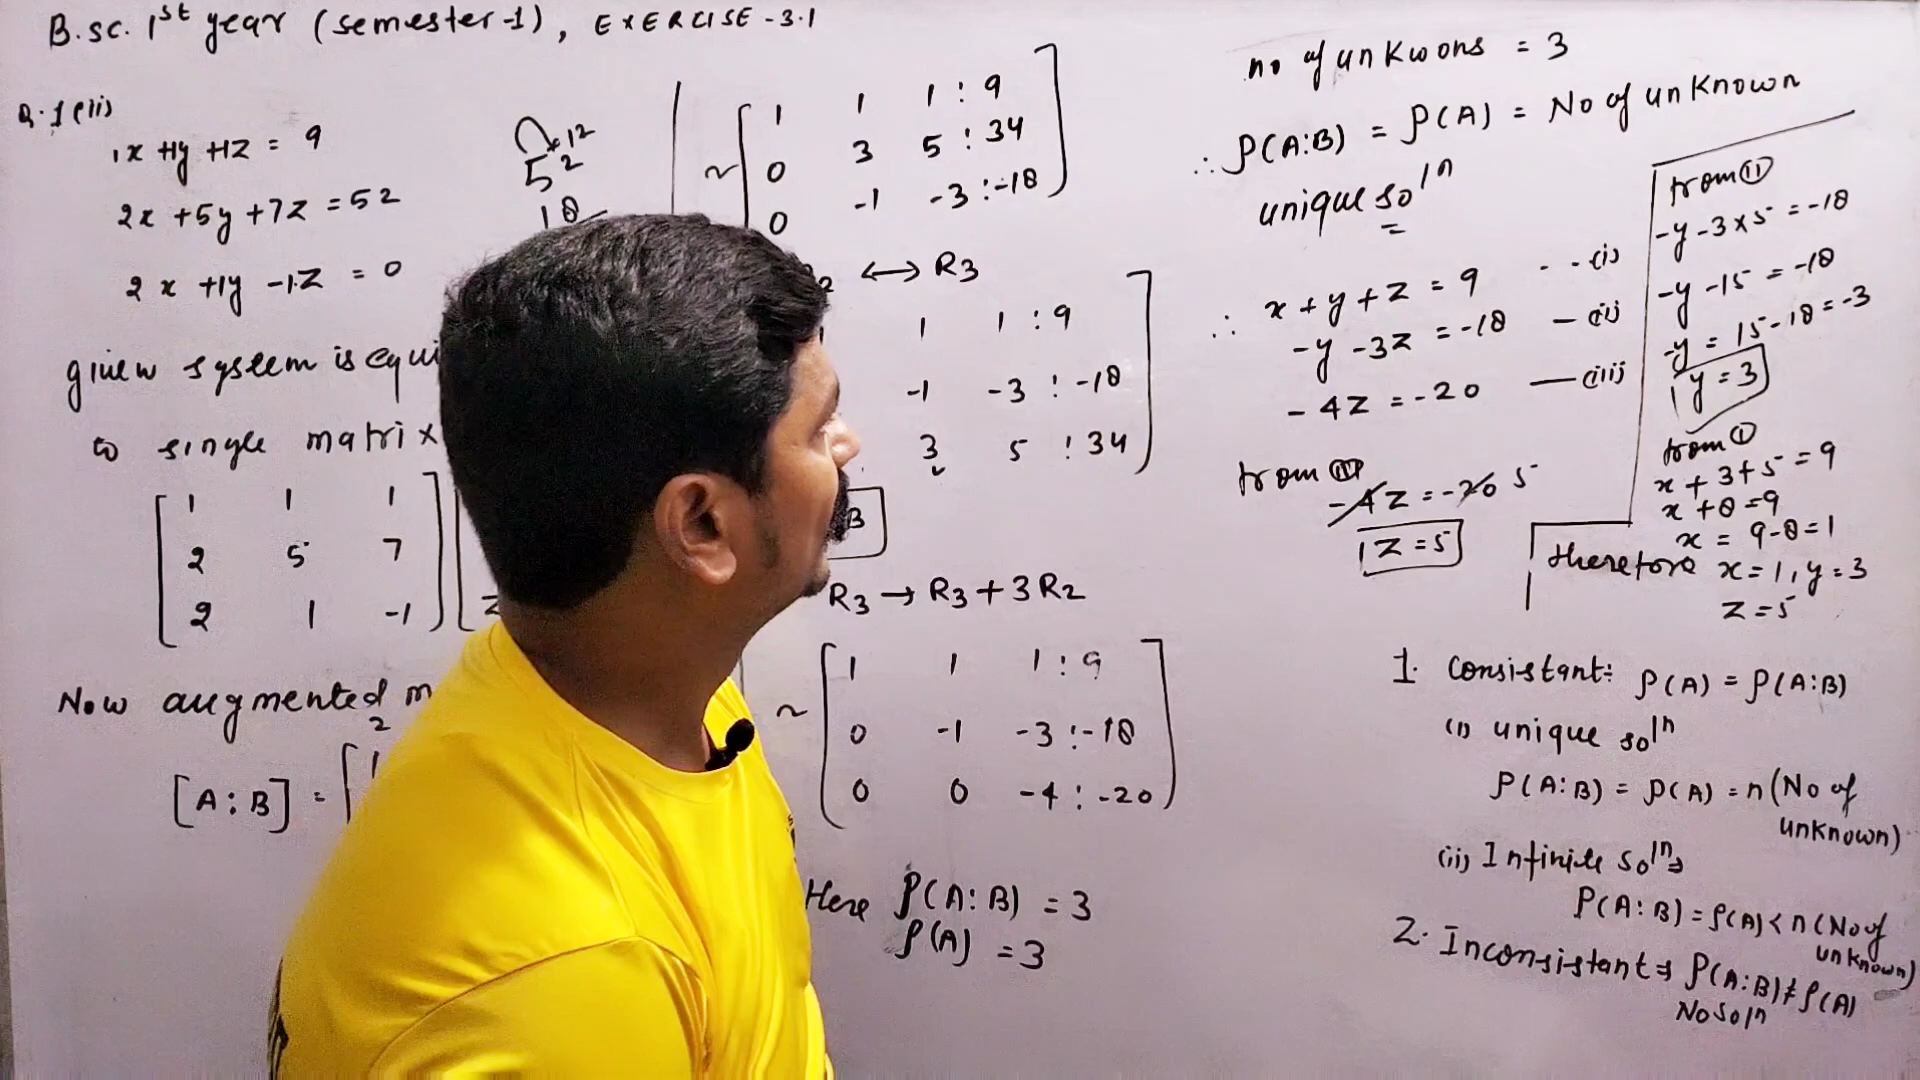 B.sc. 1st year (semester-1), EXERCISE-3.1
Q.1(ii)
1x+1y+1z = 9
2x+5y+7z = 52
2x+1y-1z = 0
52 12
18
given system is equi
to single matrix
1 1 1
2 5 7
2 1 -1
z
Now augmented m
2
[A:B] = [1
~ [1 1 1 : 9
0 3 5 : 34
0 -1 -3 : -18]
2 ↔ R3
1 1 : 9
-1 -3 : -18
3 5 : 34
B
R3 → R3+3R2
~ [1 1 1 : 9
0 -1 -3 : -18
0 0 -4 : -20]
Here ρ(A:B) = 3
ρ(A) = 3
no of unKwons = 3
∴ ρ(A:B) = ρ(A) = No of unKnown
unique soln
∴ x+y+z = 9 - - (i)
-y-3z = -18 - (ii)
-4z = -20 — (iii)
from (iii)
-4z = -20 5
z=5
from (ii)
-y-3x5 = -18
-y-15 = -18
-y = 15-18 = -3
y=3
from (i)
x+3+5 = 9
x+8=9
x = 9-8=1
therefore x=1, y=3
z=5
1. Consistant: ρ(A) = ρ(A:B)
(i) unique soln
ρ(A:B) = ρ(A) = n (No of
unknown)
(ii) Infinite solns
ρ(A:B) = ρ(A) < n (No of
unknown)
2. Inconsistant ⇒ ρ(A:B) ≠ ρ(A)
No soln